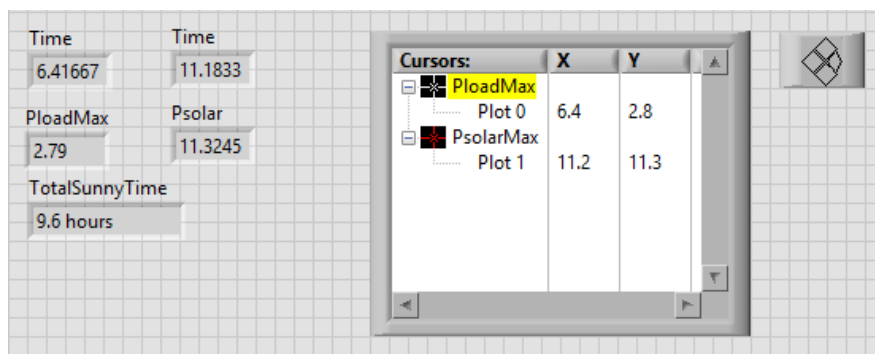 Time Time
6.41667 11.1833
PloadMax Psolar
2.79 11.3245
TotalSunnyTime
9.6 hours
Cursors: X Y
PloadMax
Plot 0 6.4 2.8
PsolarMax
Plot 1 11.2 11.3